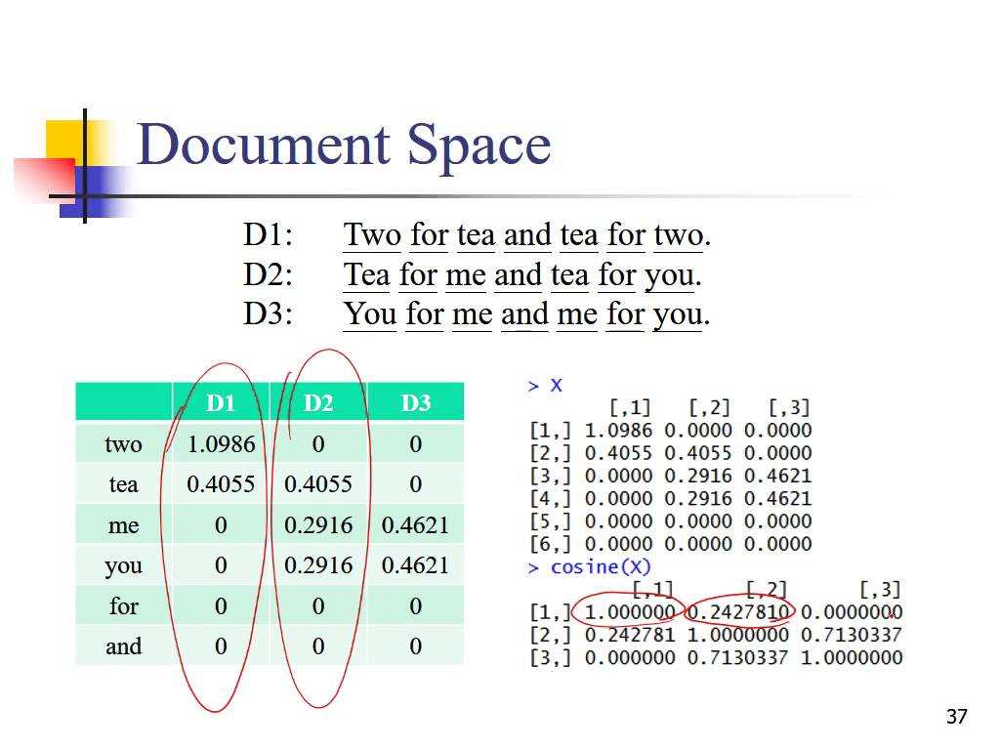 Document Space
D1: Two for tea and tea for two.
D2: Tea for me and tea for you.
D3: You for me and me for you.
D1 D2 D3
two 1.0986 0 0
tea 0.4055 0.4055 0
me 0 0.2916 0.4621
you 0 0.2916 0.4621
for 0 0 0
and 0 0 0
> X
[,1] [,2] [,3]
[1,] 1.0986 0.0000 0.0000
[2,] 0.4055 0.4055 0.0000
[3,] 0.0000 0.2916 0.4621
[4,] 0.0000 0.2916 0.4621
[5,] 0.0000 0.0000 0.0000
[6,] 0.0000 0.0000 0.0000
> cosine(X)
[,1] [,2] [,3]
[1,] 1.000000 0.2427810 0.0000000
[2,] 0.242781 1.0000000 0.7130337
[3,] 0.000000 0.7130337 1.0000000
37